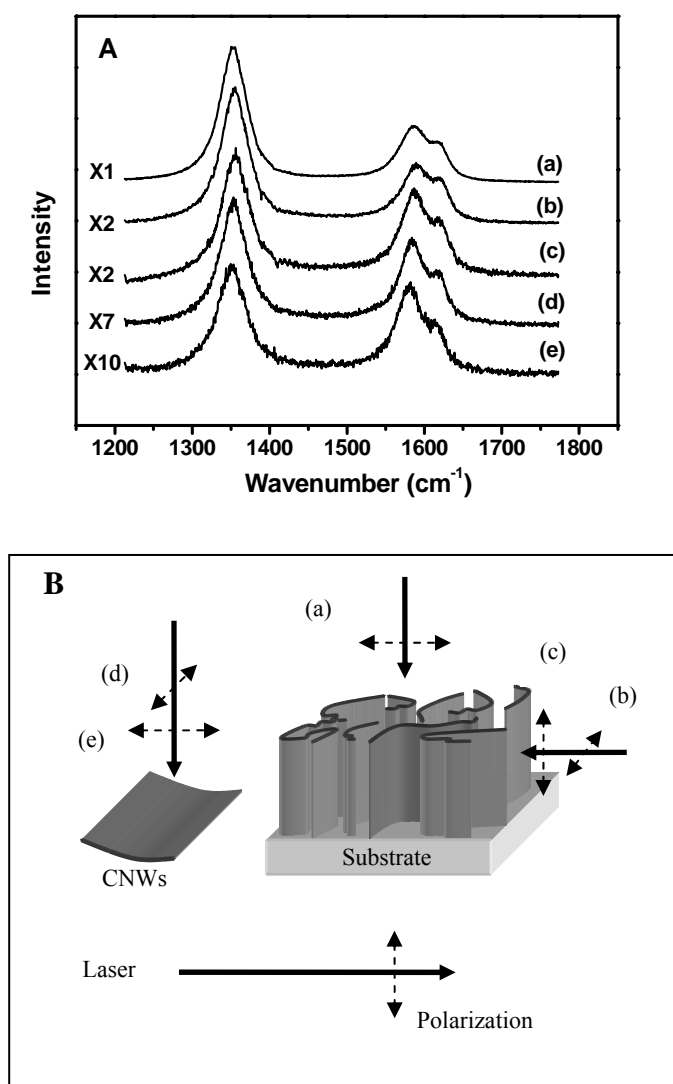 A
Intensity
X1
(a)
X2
(b)
X2
(c)
X7
(d)
X10
(e)
1200 1300 1400 1500 1600 1700 1800
Wavenumber (cm⁻¹)
B
(a)
(d)
(c)
(e)
(b)
CNWs
Substrate
Laser
Polarization